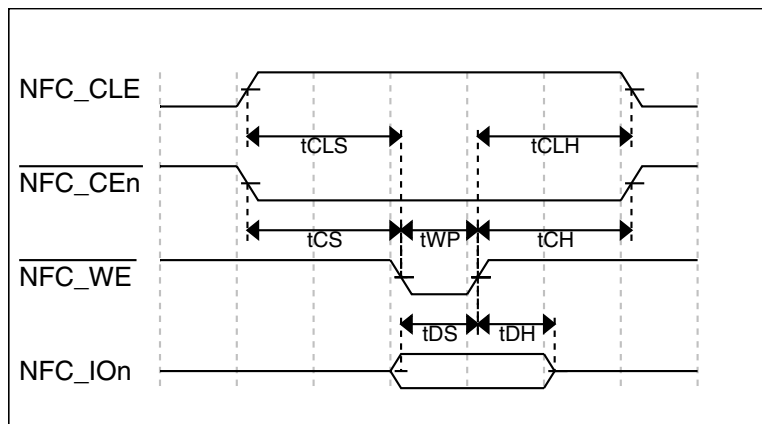 NFC_CLE
tCLS tCLH
NFC_CEn
tCS tWP tCH
NFC_WE
tDS tDH
NFC_IOn